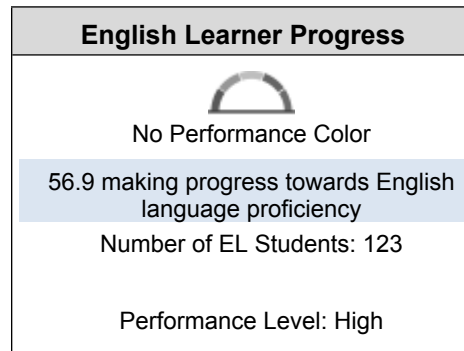 English Learner Progress
No Performance Color
56.9 making progress towards English
language proficiency
Number of EL Students: 123
Performance Level: High